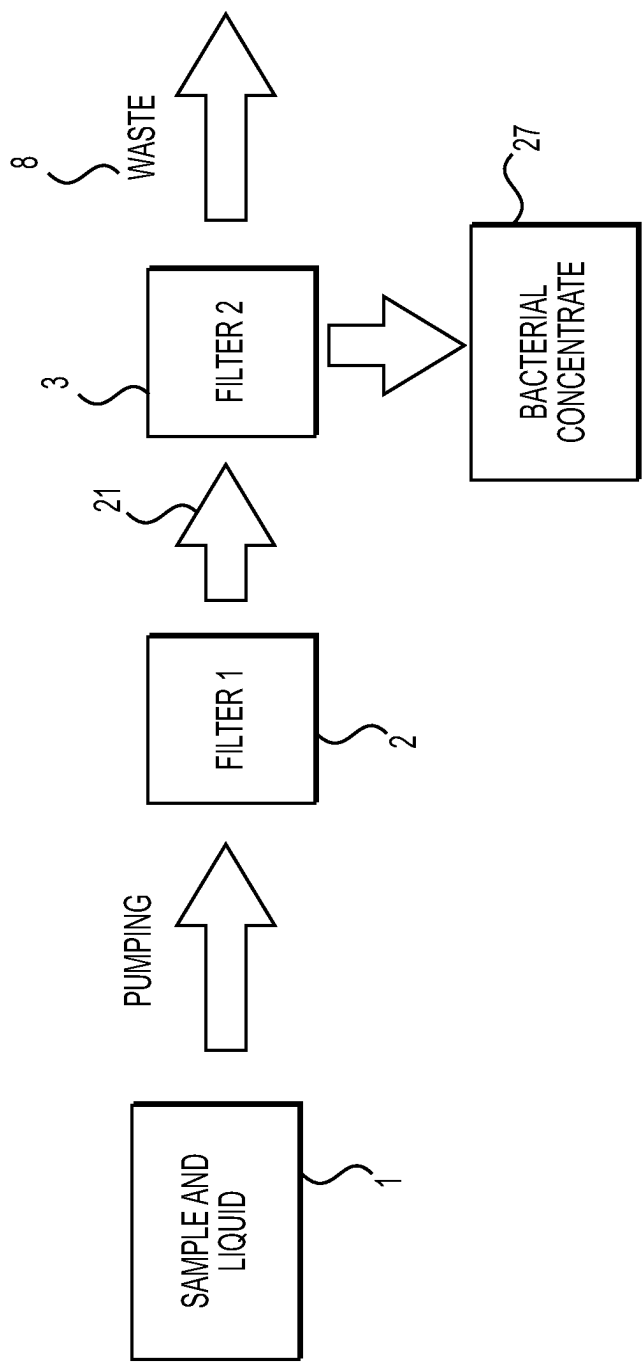 SAMPLE AND
LIQUID
1
PUMPING
FILTER 1
2
21
FILTER 2
3
WASTE
8
BACTERIAL
CONCENTRATE
27